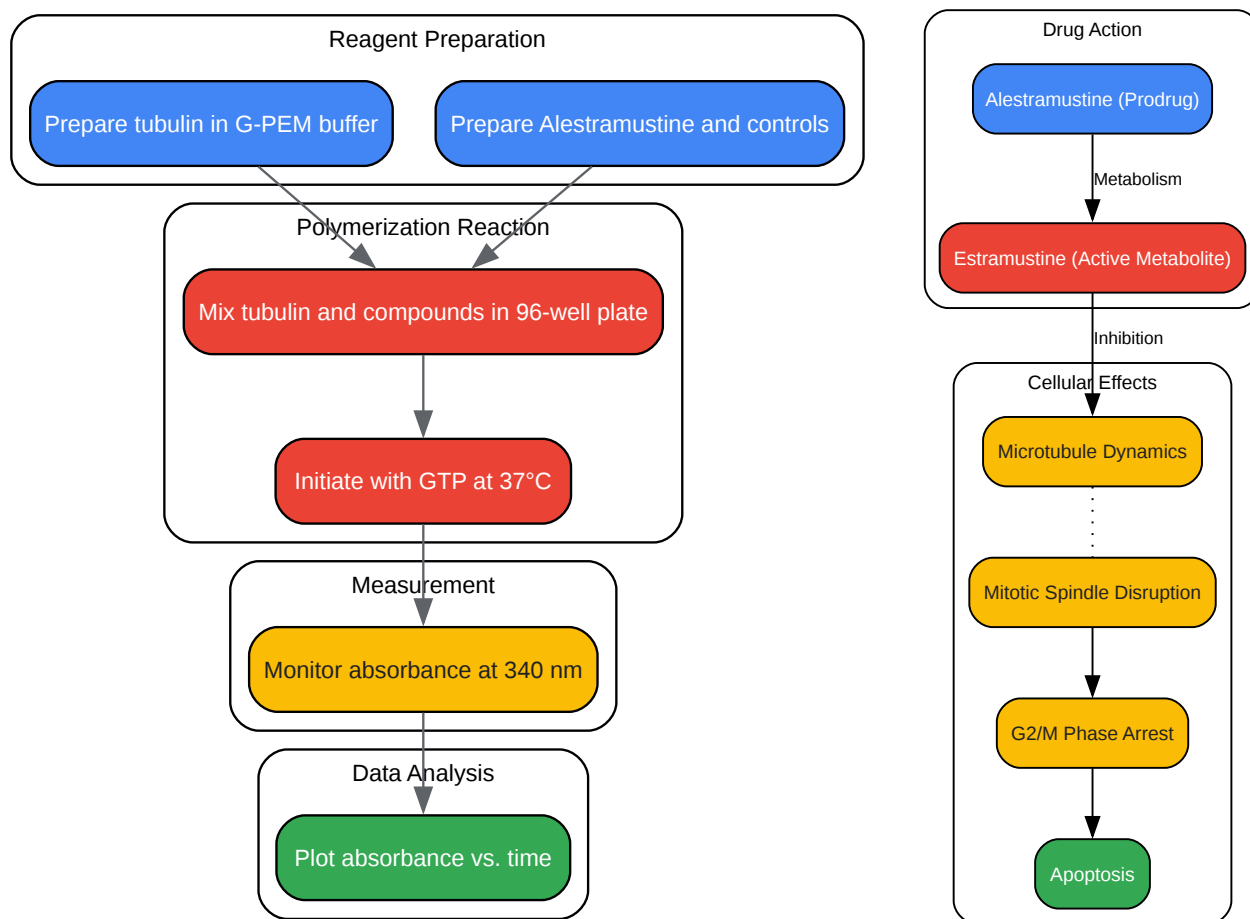 Reagent Preparation
Prepare tubulin in G-PEM buffer
Prepare Alestramustine and controls
Polymerization Reaction
Mix tubulin and compounds in 96-well plate
Initiate with GTP at 37°C
Measurement
Monitor absorbance at 340 nm
Data Analysis
Plot absorbance vs. time
Drug Action
Alestramustine (Prodrug)
Metabolism
Estramustine (Active Metabolite)
Inhibition
Cellular Effects
Microtubule Dynamics
Mitotic Spindle Disruption
G2/M Phase Arrest
Apoptosis